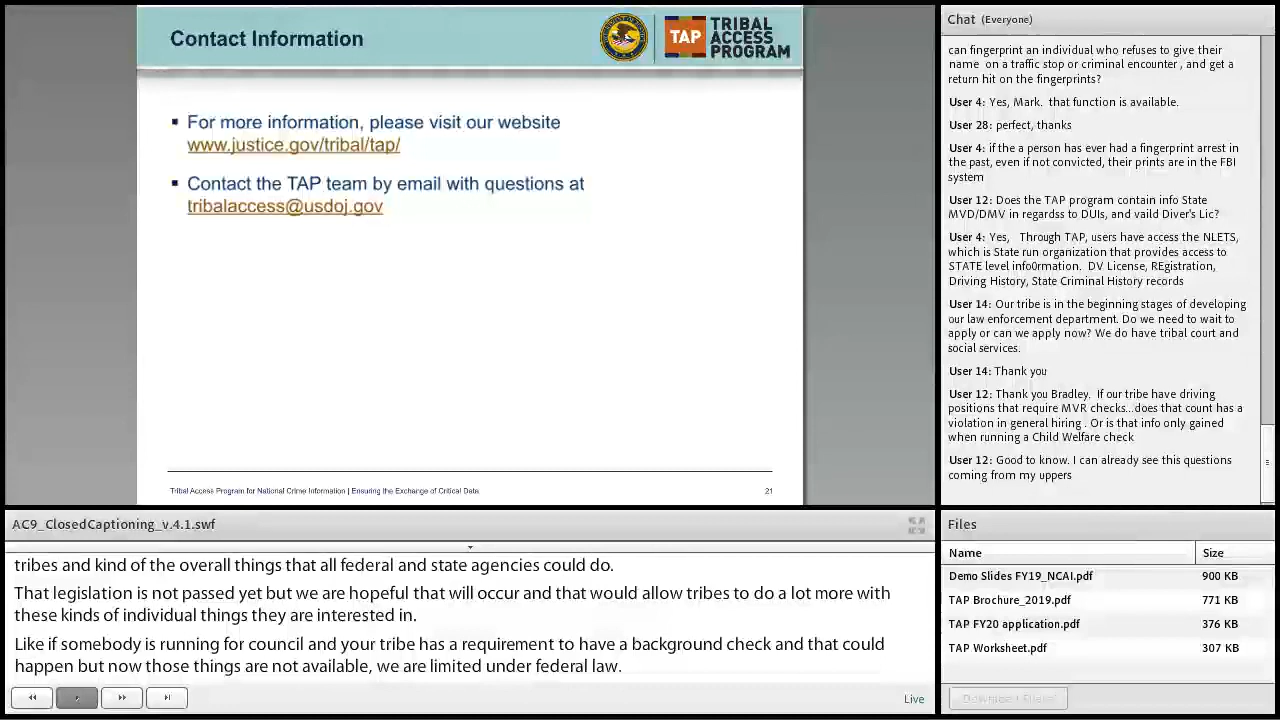 Contact Information
TAP
TRIBAL
ACCESS
PROGRAM
▪ For more information, please visit our website
www.justice.gov/tribal/tap/
▪ Contact the TAP team by email with questions at
tribalaccess@usdoj.gov
Tribal Access Program for National Crime Information | Ensuring the Exchange of Critical Data
21
Chat (Everyone)
can fingerprint an individual who refuses to give their
name on a traffic stop or criminal encounter , and get a
return hit on the fingerprints?
User 4: Yes, Mark. that function is available.
User 28: perfect, thanks
User 4: if the a person has ever had a fingerprint arrest in
the past, even if not convicted, their prints are in the FBI
system
User 12: Does the TAP program contain info State
MVD/DMV in regardss to DUIs, and vaild Diver's Lic?
User 4: Yes, Through TAP, users have access the NLETS,
which is State run organization that provides access to
STATE level info0rmation. DV License, REgistration,
Driving History, State Criminal History records
User 14: Our tribe is in the beginning stages of developing
our law enforcement department. Do we need to wait to
apply or can we apply now? We do have tribal court and
social services.
User 14: Thank you
User 12: Thank you Bradley. If our tribe have driving
positions that require MVR checks...does that count has a
violation in general hiring . Or is that info only gained
when running a Child Welfare check
User 12: Good to know. I can already see this questions
coming from my uppers
AC9_ClosedCaptioning_v.4.1.swf
tribes and kind of the overall things that all federal and state agencies could do.
That legislation is not passed yet but we are hopeful that will occur and that would allow tribes to do a lot more with
these kinds of individual things they are interested in.
Like if somebody is running for council and your tribe has a requirement to have a background check and that could
happen but now those things are not available, we are limited under federal law.
Live
Files
Name Size
Demo Slides FY19_NCAI.pdf 900 KB
TAP Brochure_2019.pdf 771 KB
TAP FY20 application.pdf 376 KB
TAP Worksheet.pdf 307 KB